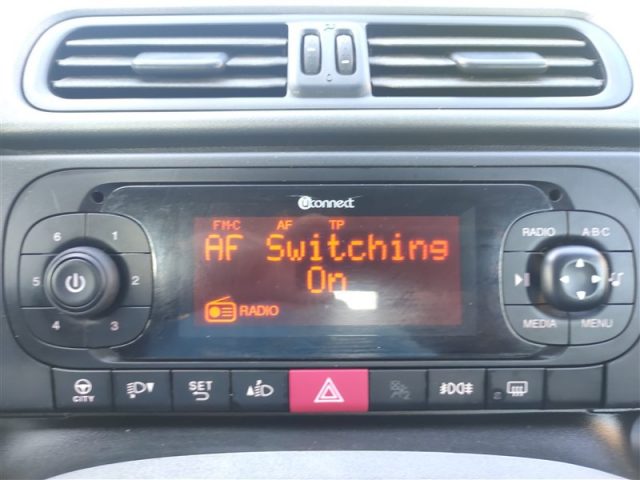 uconnect
FM-C AF TP
AF Switching
On
RADIO
6 1
5 2
4 3
RADIO A·B·C
MEDIA MENU
CITY
SET